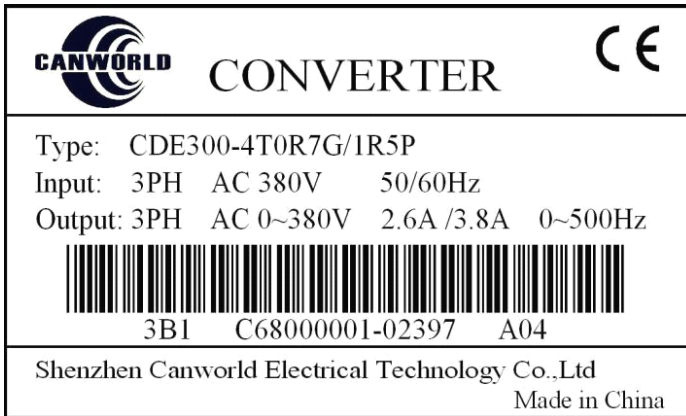 CANWORLD
CONVERTER
CE
Type: CDE300-4T0R7G/1R5P
Input: 3PH AC 380V 50/60Hz
Output: 3PH AC 0~380V 2.6A /3.8A 0~500Hz
3B1 C68000001-02397 A04
Shenzhen Canworld Electrical Technology Co.,Ltd
Made in China